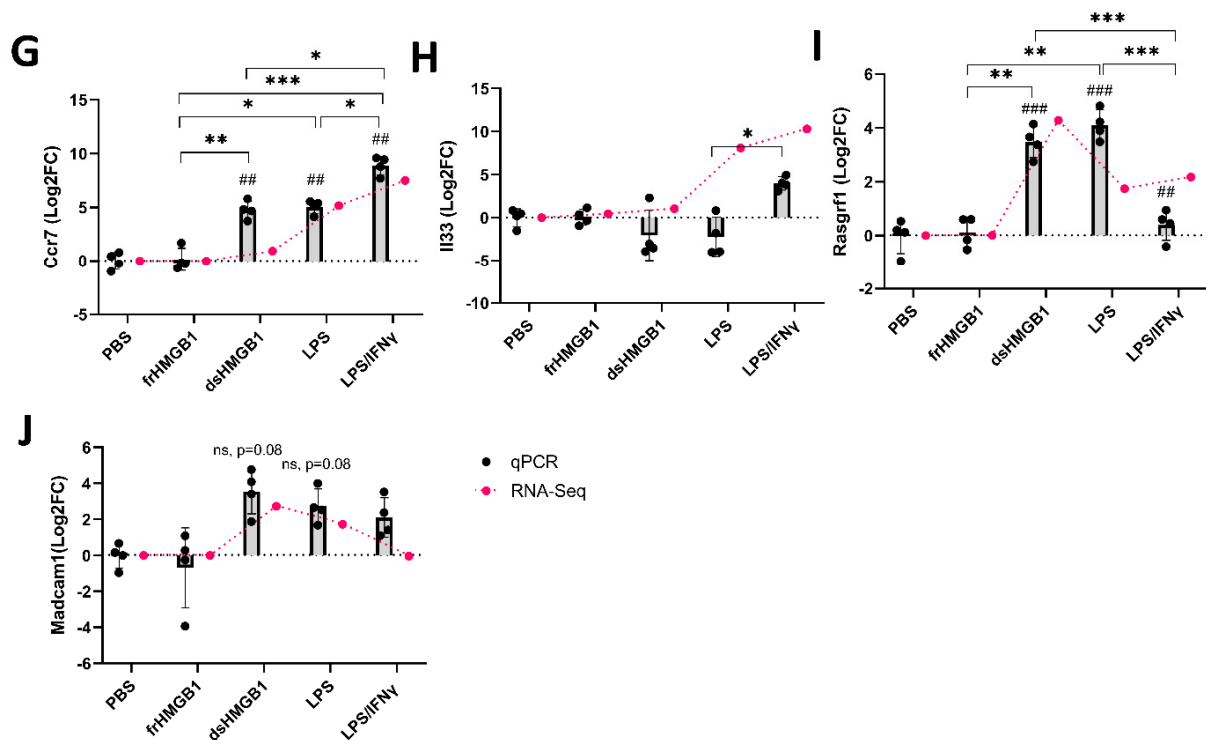 G
Ccr7 (Log2FC)
15
10
5
0
-5
*
***
*
*
**
##
##
##
PBS
frHMGB1
dsHMGB1
LPS
LPS/IFNγ
H
Il33 (Log2FC)
15
10
5
0
-5
-10
*
PBS
frHMGB1
dsHMGB1
LPS
LPS/IFNγ
I
Rasgrf1 (Log2FC)
6
4
2
0
-2
***
**
***
**
###
###
##
PBS
frHMGB1
dsHMGB1
LPS
LPS/IFNγ
J
Madcam1(Log2FC)
6
4
2
0
-2
-4
-6
ns, p=0.08
ns, p=0.08
PBS
frHMGB1
dsHMGB1
LPS
LPS/IFNγ
qPCR
RNA-Seq